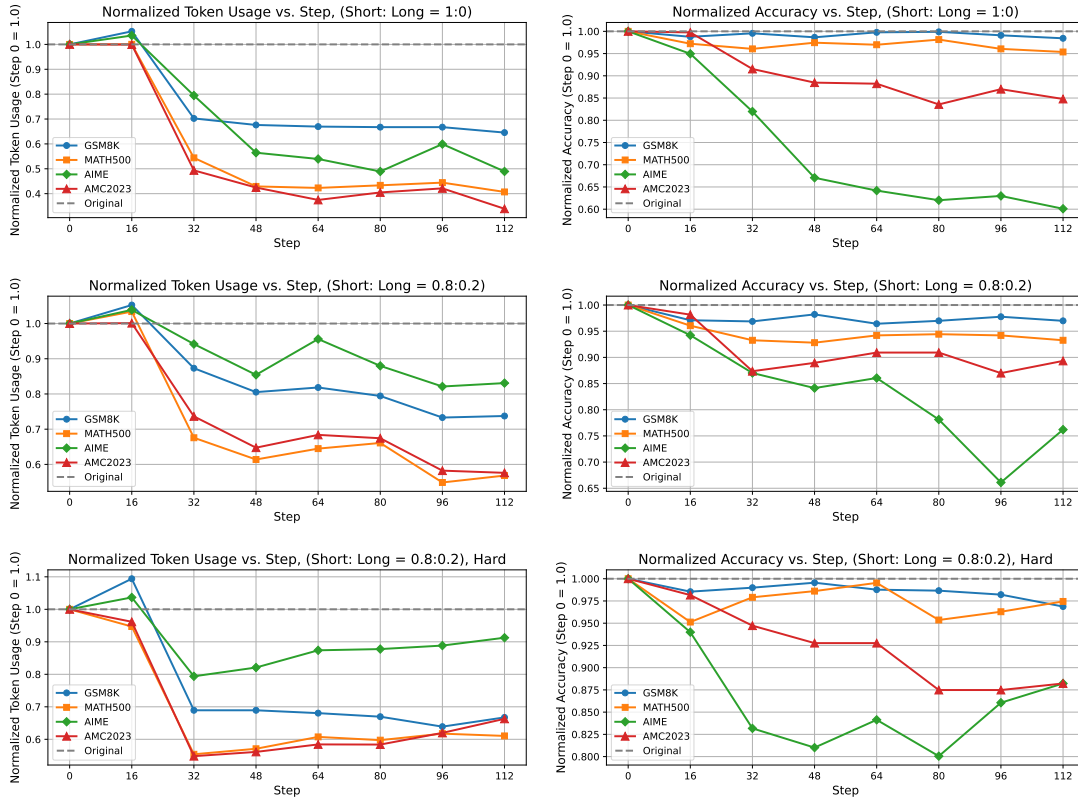 Normalized Token Usage vs. Step, (Short: Long = 1:0)
Normalized Token Usage (Step 0 = 1.0)
1.0
0.9
0.8
0.7
0.6
0.5
0.4
GSM8K
MATH500
AIME
AMC2023
Original
0 16 32 48 64 80 96 112
Step
Normalized Accuracy vs. Step, (Short: Long = 1:0)
Normalized Accuracy (Step 0 = 1.0)
1.00
0.95
0.90
0.85
0.80
0.75
0.70
0.65
0.60
GSM8K
MATH500
AIME
AMC2023
Original
0 16 32 48 64 80 96 112
Step
Normalized Token Usage vs. Step, (Short: Long = 0.8:0.2)
Normalized Token Usage (Step 0 = 1.0)
1.0
0.9
0.8
0.7
0.6
GSM8K
MATH500
AIME
AMC2023
Original
0 16 32 48 64 80 96 112
Step
Normalized Accuracy vs. Step, (Short: Long = 0.8:0.2)
Normalized Accuracy (Step 0 = 1.0)
1.00
0.95
0.90
0.85
0.80
0.75
0.70
0.65
GSM8K
MATH500
AIME
AMC2023
Original
0 16 32 48 64 80 96 112
Step
Normalized Token Usage vs. Step, (Short: Long = 0.8:0.2), Hard
Normalized Token Usage (Step 0 = 1.0)
1.1
1.0
0.9
0.8
0.7
0.6
GSM8K
MATH500
AIME
AMC2023
Original
0 16 32 48 64 80 96 112
Step
Normalized Accuracy vs. Step, (Short: Long = 0.8:0.2), Hard
Normalized Accuracy (Step 0 = 1.0)
1.000
0.975
0.950
0.925
0.900
0.875
0.850
0.825
0.800
GSM8K
MATH500
AIME
AMC2023
Original
0 16 32 48 64 80 96 112
Step